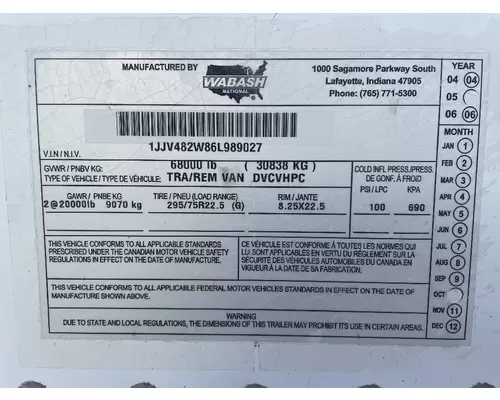 MANUFACTURED BY
WABASH
NATIONAL
1000 Sagamore Parkway South
Lafayette, Indiana 47905
Phone: (765) 771-5300
1JJV482W86L989027
V.I.N/N.I.V.
GVWR / PNBV KG 68000 lb ( 30838 KG )
TYPE OF VEHICLE / TYPE DE VÉHICULE: TRA/REM VAN DVCVHPC
COLD INFL PRESS/PRESS.
DE GONF. À FROID
PSI / LPC KPA
GAWR / PNBE KG TIRE / PNEU (LOAD RANGE) RIM / JANTE
2@20000lb 9070 kg 295/75R22.5 (G) 8.25X22.5 100 690
THIS VEHICLE CONFORMS TO ALL APPLICABLE STANDARDS
PRESCRIBED UNDER THE CANADIAN MOTOR VEHICLE SAFETY
REGULATIONS IN EFFECT ON THE DATE OF MANUFACTURE.
CE VÉHICULE EST CONFORME À TOUTES LES NORMES QUI
LUI SONT APPLICABLES EN VERTU DU RÈGLEMENT SUR LA
SÉCURITÉ DES VÉHICULES AUTOMOBILES DU CANADA EN
VIGUEUR À LA DATE DE SA FABRICATION.
THIS VEHICLE CONFORMS TO ALL APPLICABLE FEDERAL MOTOR VEHICLE STANDARDS IN EFFECT ON THE DATE OF
MANUFACTURE SHOWN ABOVE.
WARNING
DUE TO STATE AND LOCAL REGULATIONS, THE DIMENSIONS OF THIS TRAILER MAY PROHIBIT ITS USE IN CERTAIN AREAS.
YEAR
04 04
05
06 06
MONTH
JAN 1
FEB 2
MAR 3
APR 4
MAY 5
JUN 6
JUL 7
AUG 8
SEP 9
OCT
NOV 11
DEC 12